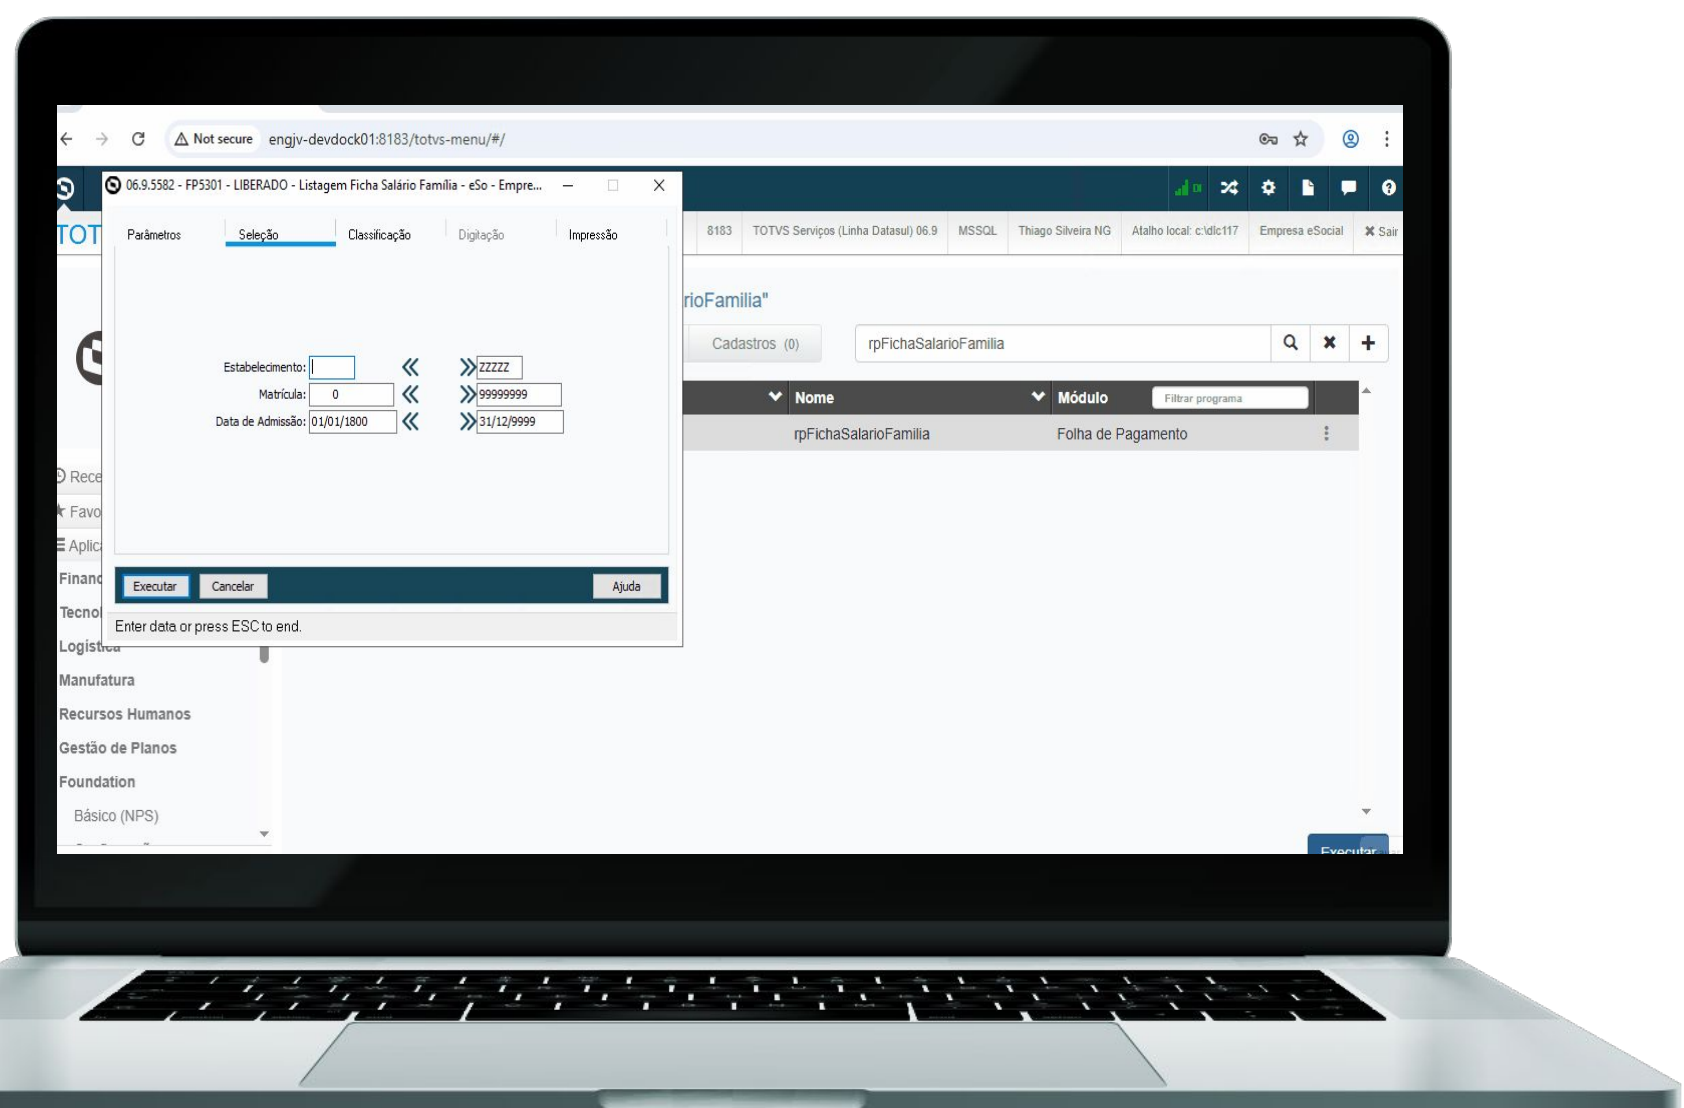 Not secure engjv-devdock01:8183/totvs-menu/#/
06.9.5582 - FP5301 - LIBERADO - Listagem Ficha Salário Família - eSo - Empre...
TOT
8183 TOTVS Serviços (Linha Datasul) 06.9 MSSQL Thiago Silveira NG Atalho local: c:\dlc117 Empresa eSocial Sair
Parâmetros Seleção Classificação Digitação Impressão
rioFamilia"
Cadastros (0) rpFichaSalarioFamilia
Nome Módulo Filtrar programa
rpFichaSalarioFamilia Folha de Pagamento
Estabelecimento: ZZZZZ
Matrícula: 0 99999999
Data de Admissão: 01/01/1800 31/12/9999
Executar Cancelar Ajuda
Enter data or press ESC to end.
Rece
Favo
Aplica
Financ
Tecnol
Logística
Manufatura
Recursos Humanos
Gestão de Planos
Foundation
Básico (NPS)
Executar